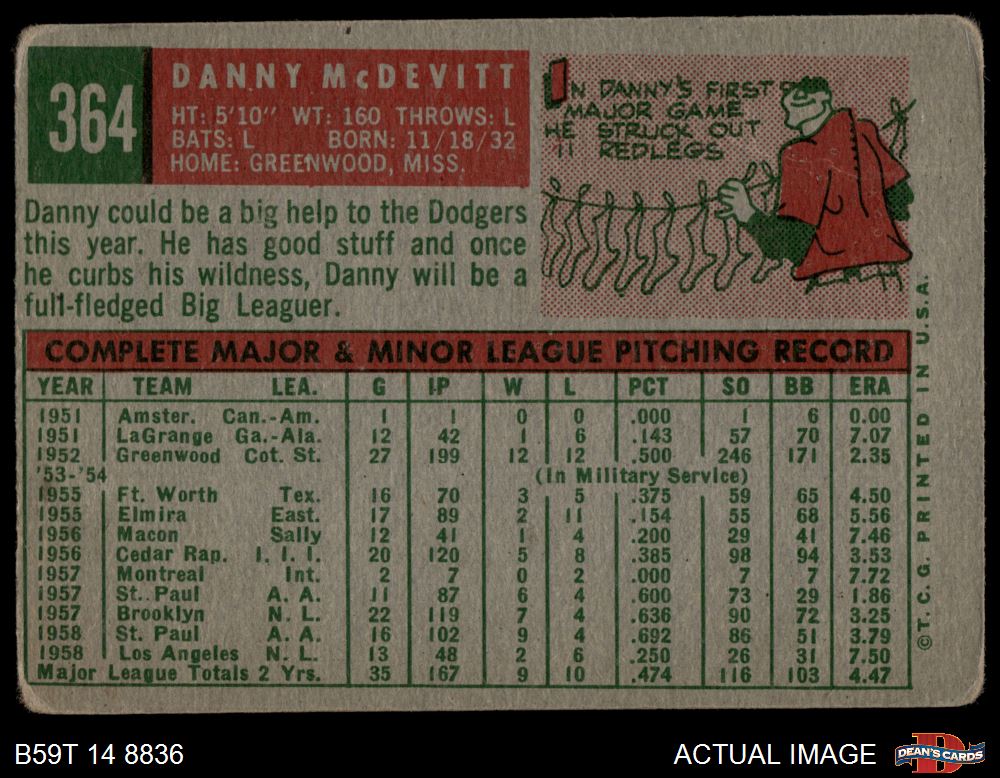 364
DANNY McDEVITT
HT: 5'10" WT: 160 THROWS: L
BATS: L BORN: 11/18/32
HOME: GREENWOOD, MISS.
IN DANNY'S FIRST
MAJOR GAME
HE STRUCK OUT
11 REDLEGS
Danny could be a big help to the Dodgers
this year. He has good stuff and once
he curbs his wildness, Danny will be a
full-fledged Big Leaguer.
COMPLETE MAJOR & MINOR LEAGUE PITCHING RECORD
YEAR TEAM LEA. G IP W L PCT SO BB ERA
1951 Amster. Can.-Am. 1 1 0 0 .000 1 6 0.00
1951 LaGrange Ga.-Ala. 12 42 1 6 .143 57 70 7.07
1952 Greenwood Cot. St. 27 199 12 12 .500 246 171 2.35
'53-'54 (In Military Service)
1955 Ft. Worth Tex. 16 70 3 5 .375 59 65 4.50
1955 Elmira East. 17 89 2 11 .154 55 68 5.56
1956 Macon Sally 12 41 1 4 .200 29 41 7.46
1956 Cedar Rap. I. I. I. 20 120 5 8 .385 98 94 3.53
1957 Montreal Int. 2 7 0 2 .000 7 7 7.72
1957 St. Paul A. A. 11 87 6 4 .600 73 29 1.86
1957 Brooklyn N. L. 22 119 7 4 .636 90 72 3.25
1958 St. Paul A. A. 16 102 9 4 .692 86 51 3.79
1958 Los Angeles N. L. 13 48 2 6 .250 26 31 7.50
Major League Totals 2 Yrs. 35 167 9 10 .474 116 103 4.47
©T. C. G. PRINTED IN U.S.A.
B59T 14 8836
ACTUAL IMAGE
DEAN'S CARDS